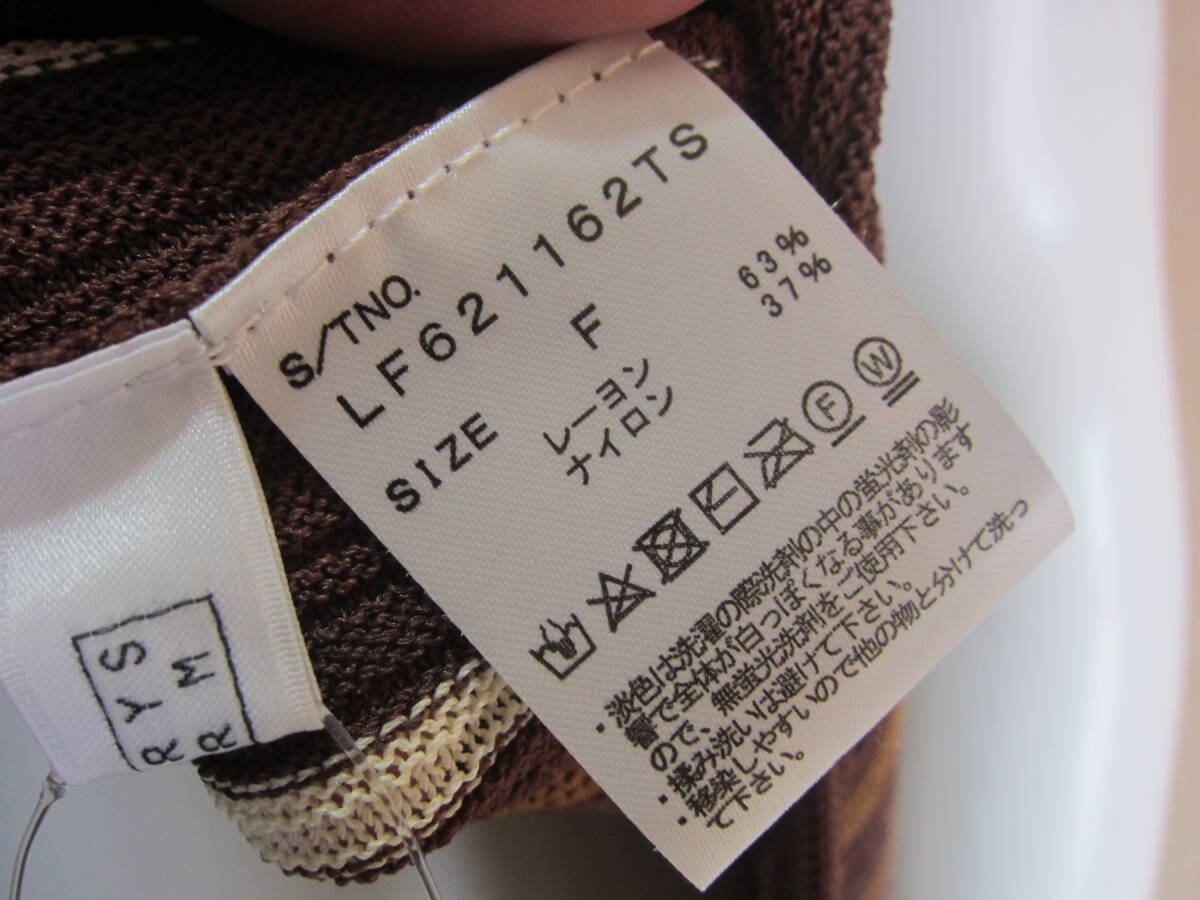 S/TNO.
LF621162TS
SIZE F
レーヨン 63%
ナイロン 37%
F W
・淡色は洗濯の際洗剤の中の蛍光剤の影
響で全体が白っぽくなる事があります
ので、無蛍光洗剤をご使用下さい。
・揉み洗いは避けて下さい。
・移染しやすいので他の物と分けて洗っ
て下さい。
RYS
RM